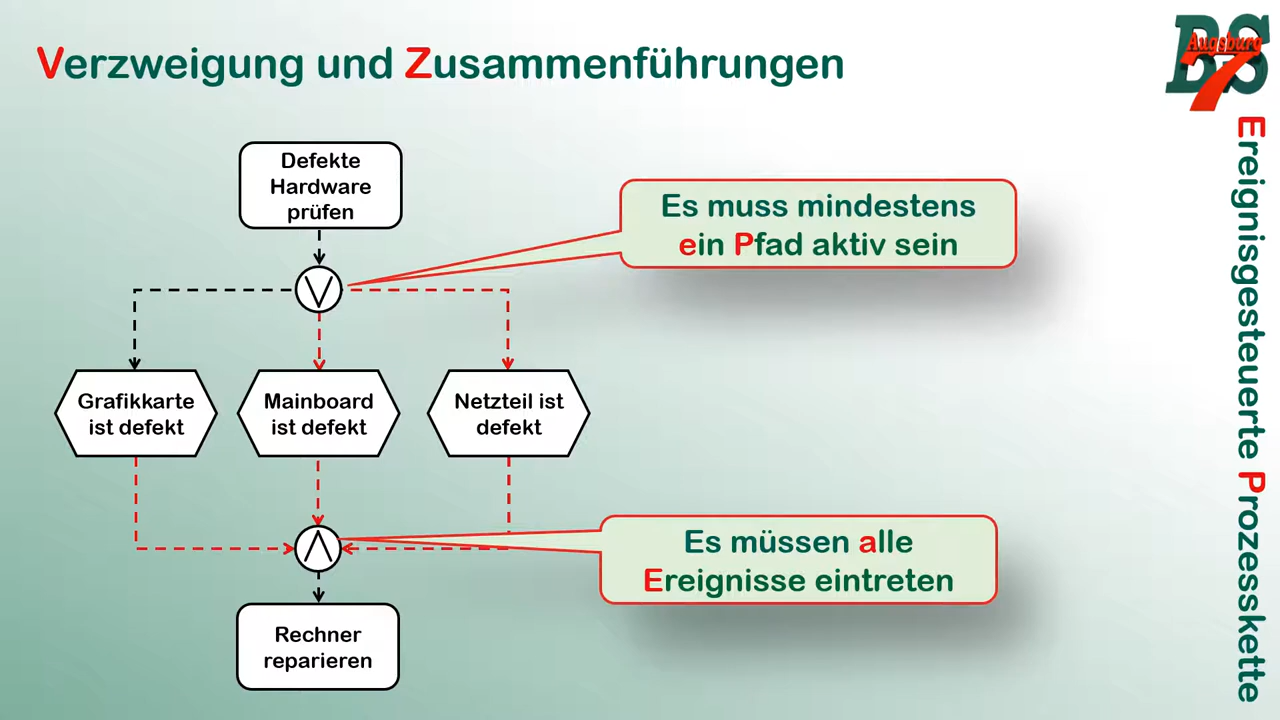 Verzweigung und Zusammenführungen
BS
Augsburg
7
Ereignisgesteuerte Prozesskette
Defekte
Hardware
prüfen
Es muss mindestens
ein Pfad aktiv sein
Grafikkarte
ist defekt
Mainboard
ist defekt
Netzteil ist
defekt
Es müssen alle
Ereignisse eintreten
Rechner
reparieren